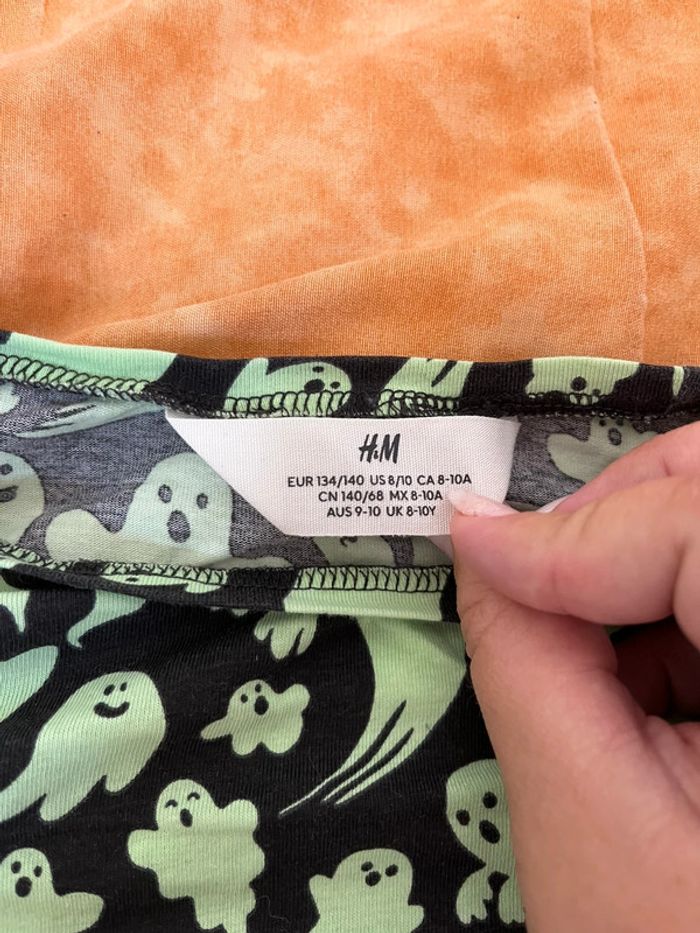 H&M
EUR 134/140 US 8/10 CA 8-10A
CN 140/68 MX 8-10A
AUS 9-10 UK 8-10Y